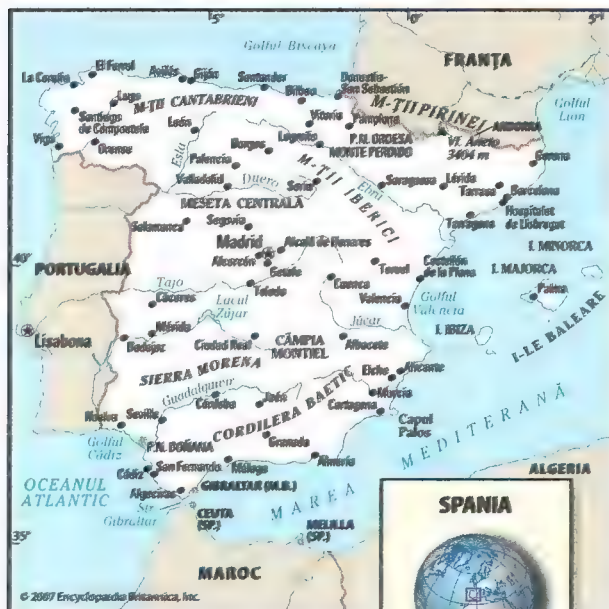 5°
0°
5°
Golful Biscaya
FRANȚA
La Coruña
El Ferrol
Avilés
Gijón
Santander
Donostia-
San Sebastián
Bilbao
Lugo
M-ȚII CANTABRIENI
Santiago
de Compostela
Vigo
Orense
León
Vitoria
Pamplona
M-ȚII PIRINEI
ANDORRA
Golful
Lion
Burgos
Logroño
P.N. ORDESA
MONTE PERDIDO
Vf. Aneto
3404 m
Esla
Palencia
Valladolid
Duero
Soria
M-ȚII IBERICI
Ebru
Saragossa
Lérida
Gerona
Tarrasa
Barcelona
Hospitalet
de Llobregat
Tarragona
MESETA CENTRALĂ
Salamanca
Segovia
Madrid
Alcalá de Henares
Alcorcón
Getafe
40°
PORTUGALIA
Tajo
Toledo
Cuenca
Teruel
Castellón
de la Plana
I. MINORCA
I. MAJORCA
Palma
Cáceres
Lacul
Zújar
Valencia
Golful
Valencia
I. IBIZA
I-LE BALEARE
Lisabona
Mérida
Badajoz
Ciudad Real
CÂMPIA
MONTIEL
Júcar
Albacete
SIERRA MORENA
Guadalquivir
Elche
Alicante
Murcia
Cartagena
Capul
Palos
Huelva
Sevilla
Córdoba
Jaén
CORDILERA BAETIC
Granada
Golful
Cádiz
P.N. DOÑANA
Cádiz
San Fernando
Málaga
Almería
MAREA MEDITERANĂ
OCEANUL
ATLANTIC
Algeciras
GIBRALTAR (M.B.)
Str.
Gibraltar
CEUTA
(SP.)
MELILLA
(SP.)
ALGERIA
35°
MAROC
SPANIA
© 2007 Encyclopædia Britannica, Inc.